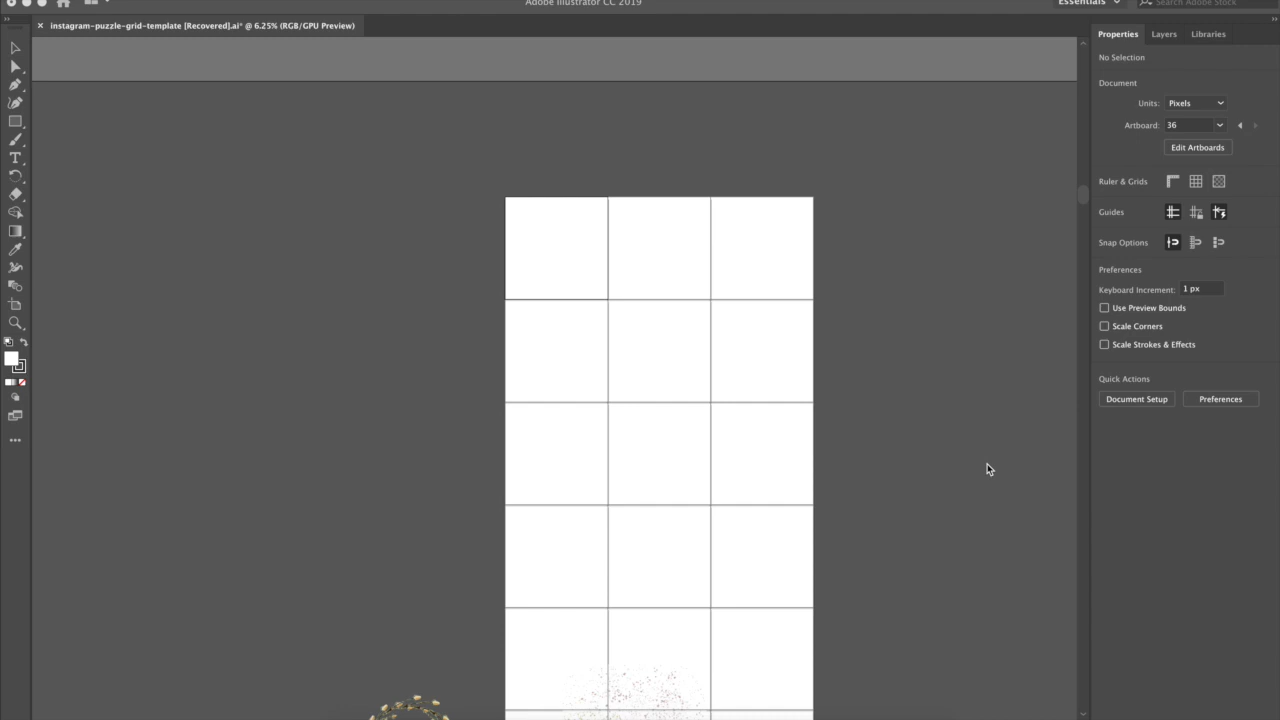 Adobe Illustrator CC 2019
Essentials
Search Adobe Stock
instagram-puzzle-grid-template [Recovered].ai* @ 6.25% (RGB/GPU Preview)
Properties
Layers
Libraries
No Selection
Document
Units: Pixels
Artboard: 36
Edit Artboards
Ruler & Grids
Guides
Snap Options
Preferences
Keyboard Increment: 1 px
Use Preview Bounds
Scale Corners
Scale Strokes & Effects
Quick Actions
Document Setup
Preferences